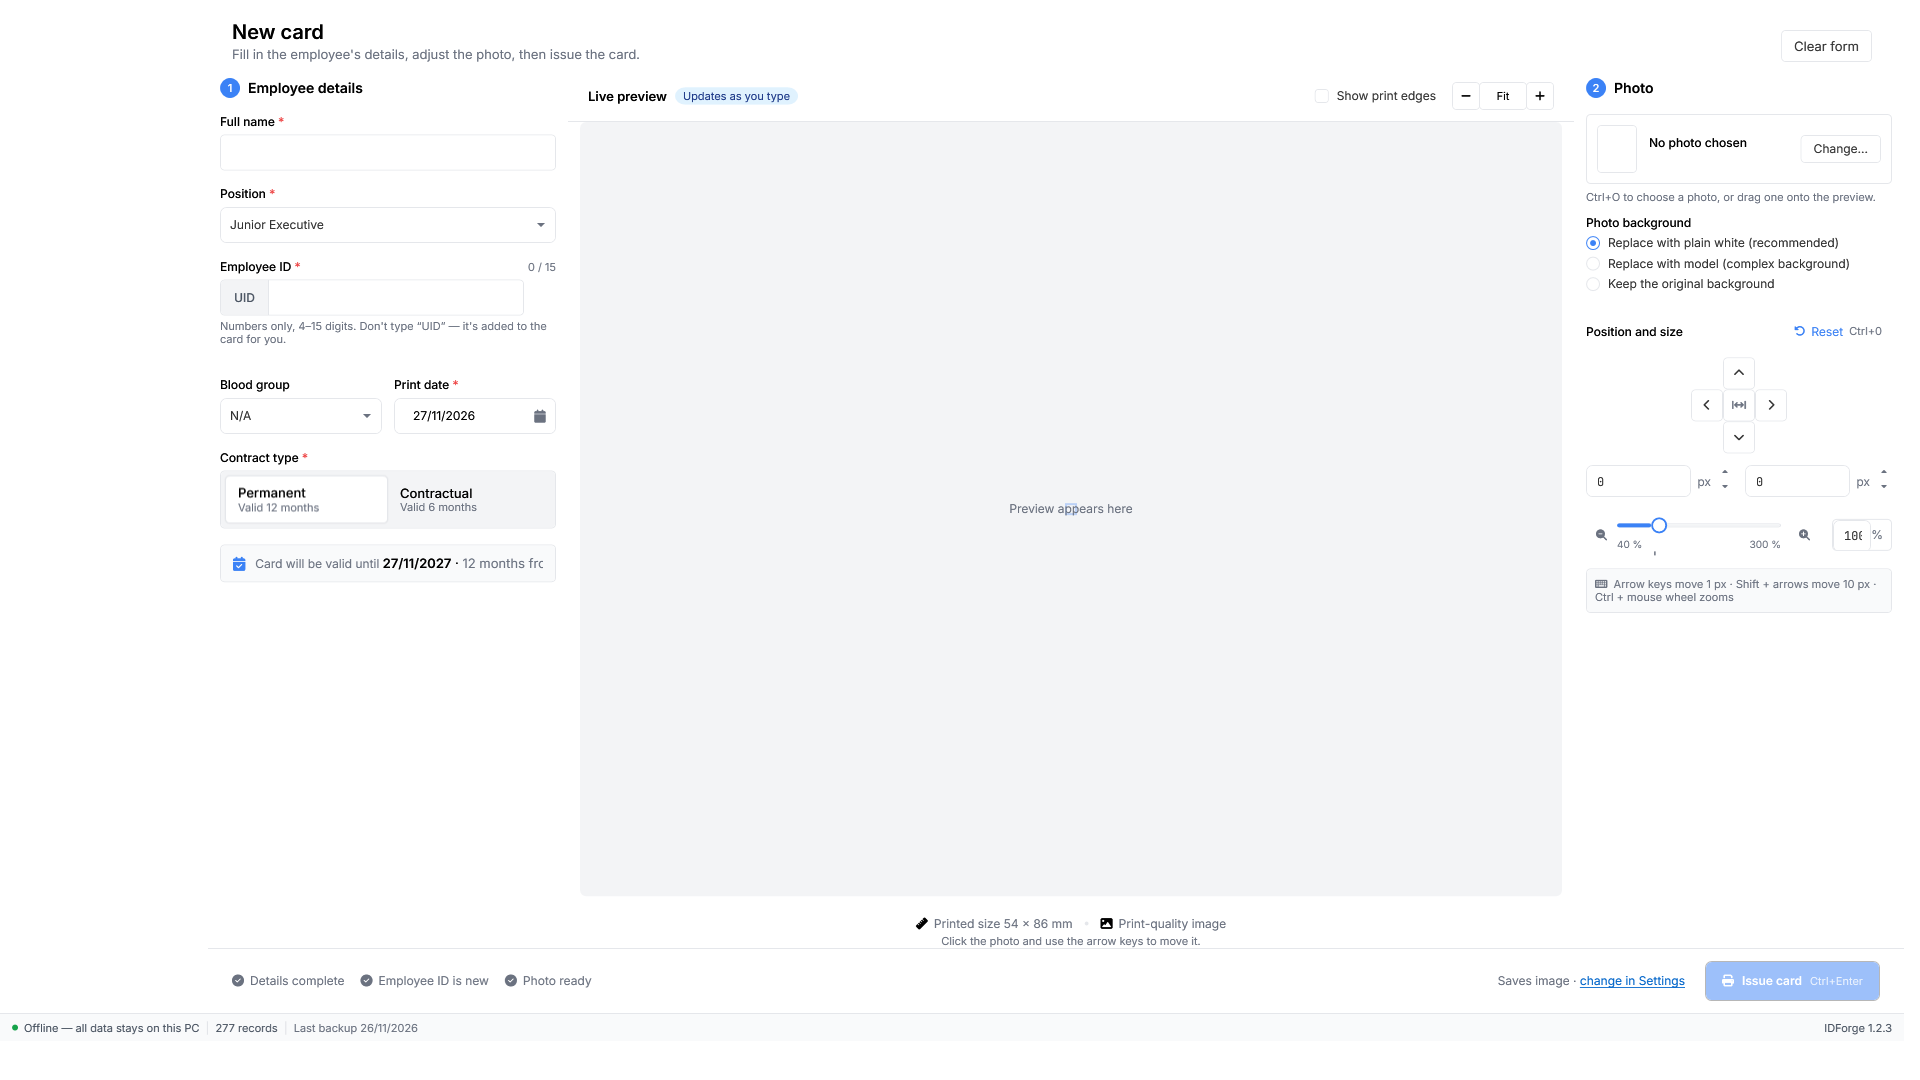 New card
Fill in the employee's details, adjust the photo, then issue the card.
Clear form
1 Employee details
Full name *
Position *
Junior Executive
Employee ID *
0 / 15
UID
Numbers only, 4–15 digits. Don't type “UID” — it's added to the
card for you.
Blood group
Print date *
N/A
27/11/2026
Contract type *
Permanent
Valid 12 months
Contractual
Valid 6 months
Card will be valid until 27/11/2027 · 12 months frc
Live preview
Updates as you type
Show print edges
Fit
Preview appears here
Printed size 54 × 86 mm
Print-quality image
Click the photo and use the arrow keys to move it.
2 Photo
No photo chosen
Change...
Ctrl+O to choose a photo, or drag one onto the preview.
Photo background
Replace with plain white (recommended)
Replace with model (complex background)
Keep the original background
Position and size
Reset Ctrl+0
0 px
0 px
40 %
300 %
100 %
Arrow keys move 1 px · Shift + arrows move 10 px ·
Ctrl + mouse wheel zooms
Details complete
Employee ID is new
Photo ready
Saves image · change in Settings
Issue card Ctrl+Enter
Offline — all data stays on this PC
277 records
Last backup 26/11/2026
IDForge 1.2.3